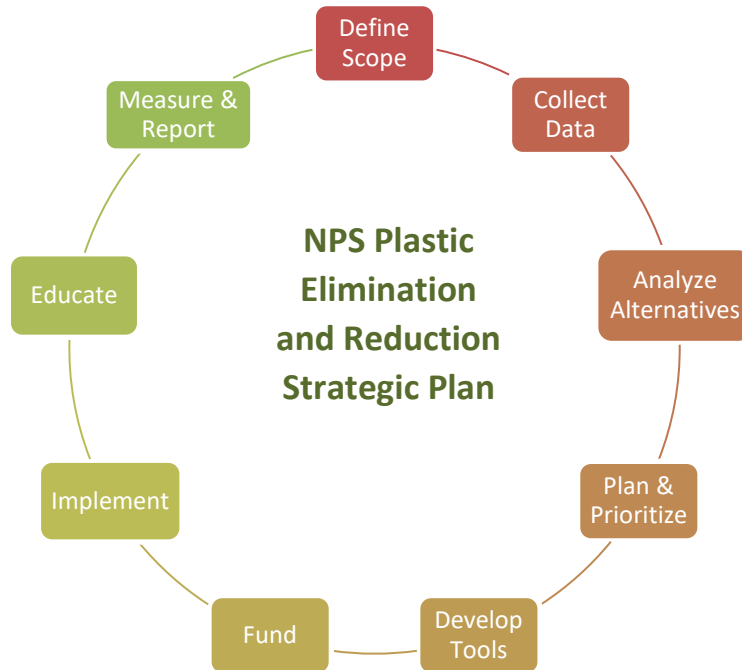 Define
Scope
Collect
Data
Analyze
Alternatives
Plan &
Prioritize
Develop
Tools
Fund
Implement
Educate
Measure &
Report
NPS Plastic
Elimination
and Reduction
Strategic Plan